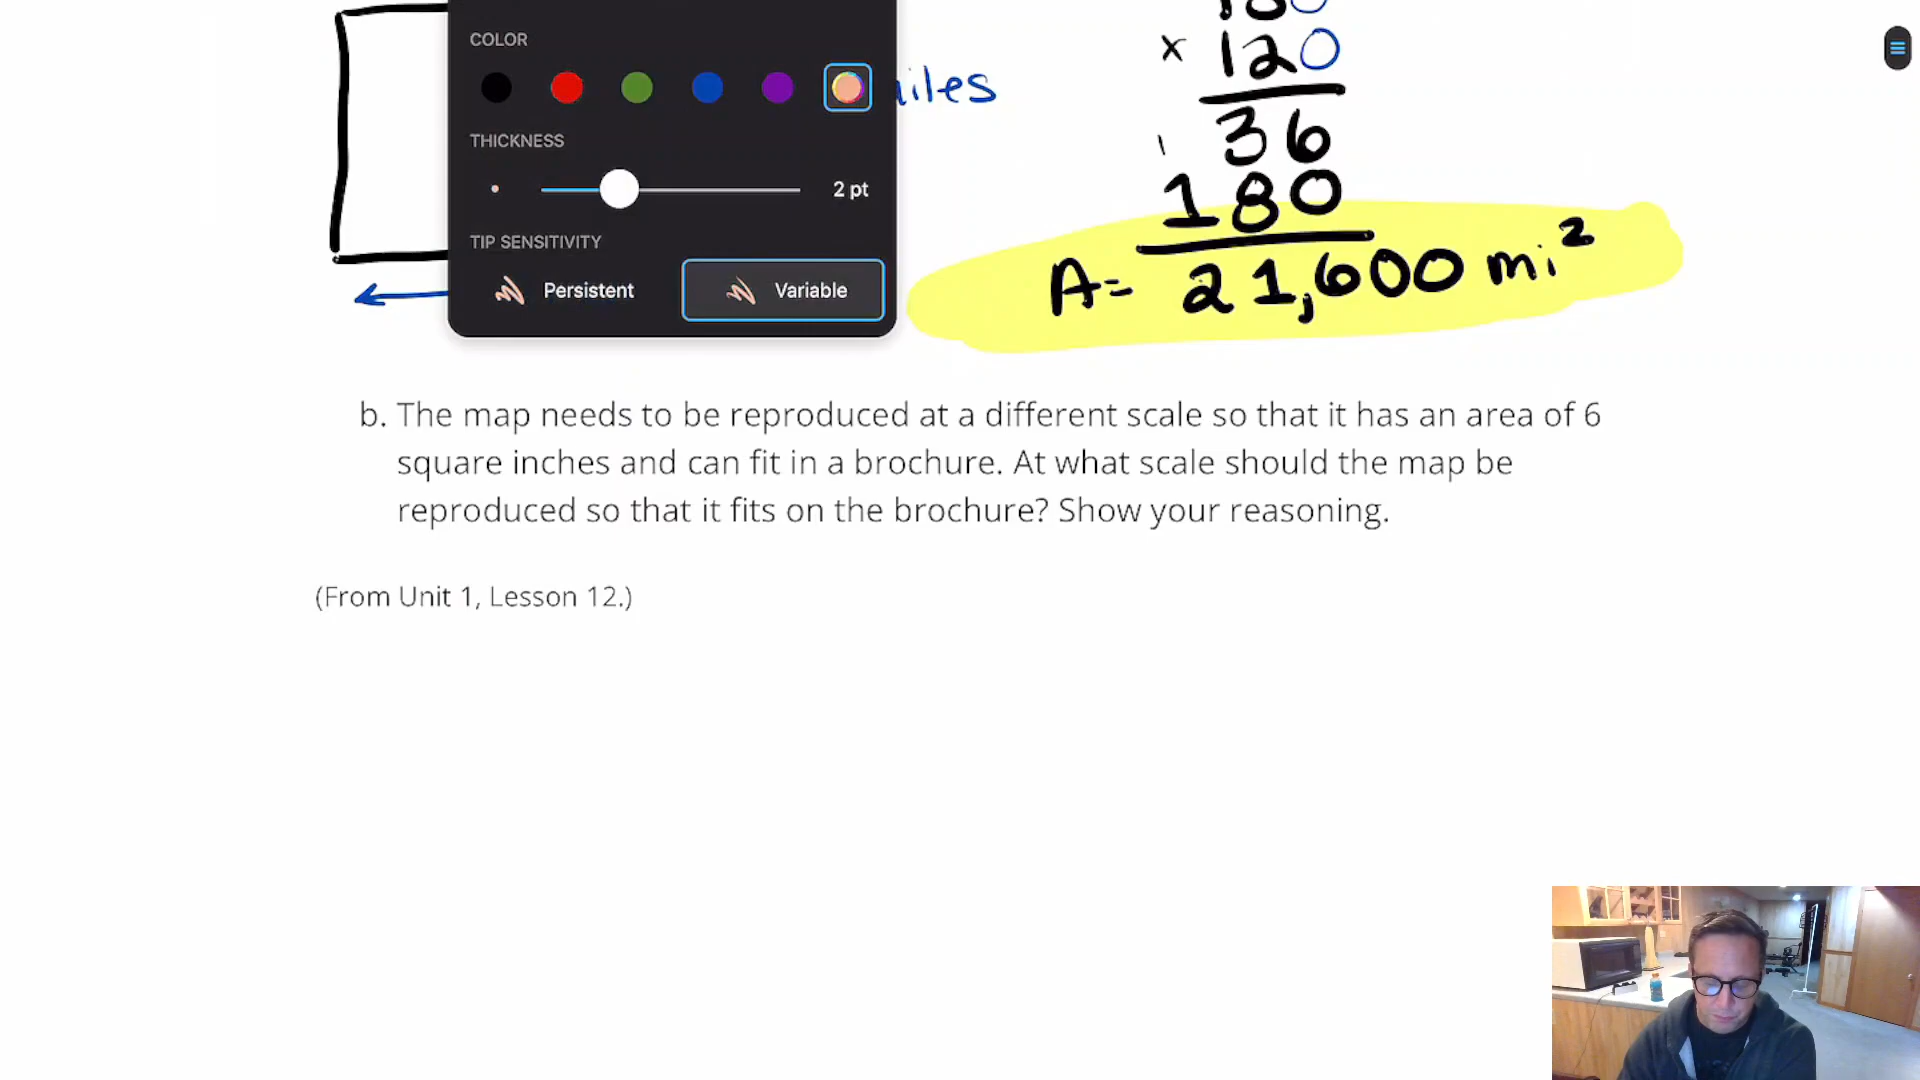 COLOR
THICKNESS
2 pt
TIP SENSITIVITY
Persistent
Variable
iles
180
x 120
1 36
180
A= 21,600 mi²
b. The map needs to be reproduced at a different scale so that it has an area of 6
square inches and can fit in a brochure. At what scale should the map be
reproduced so that it fits on the brochure? Show your reasoning.
(From Unit 1, Lesson 12.)